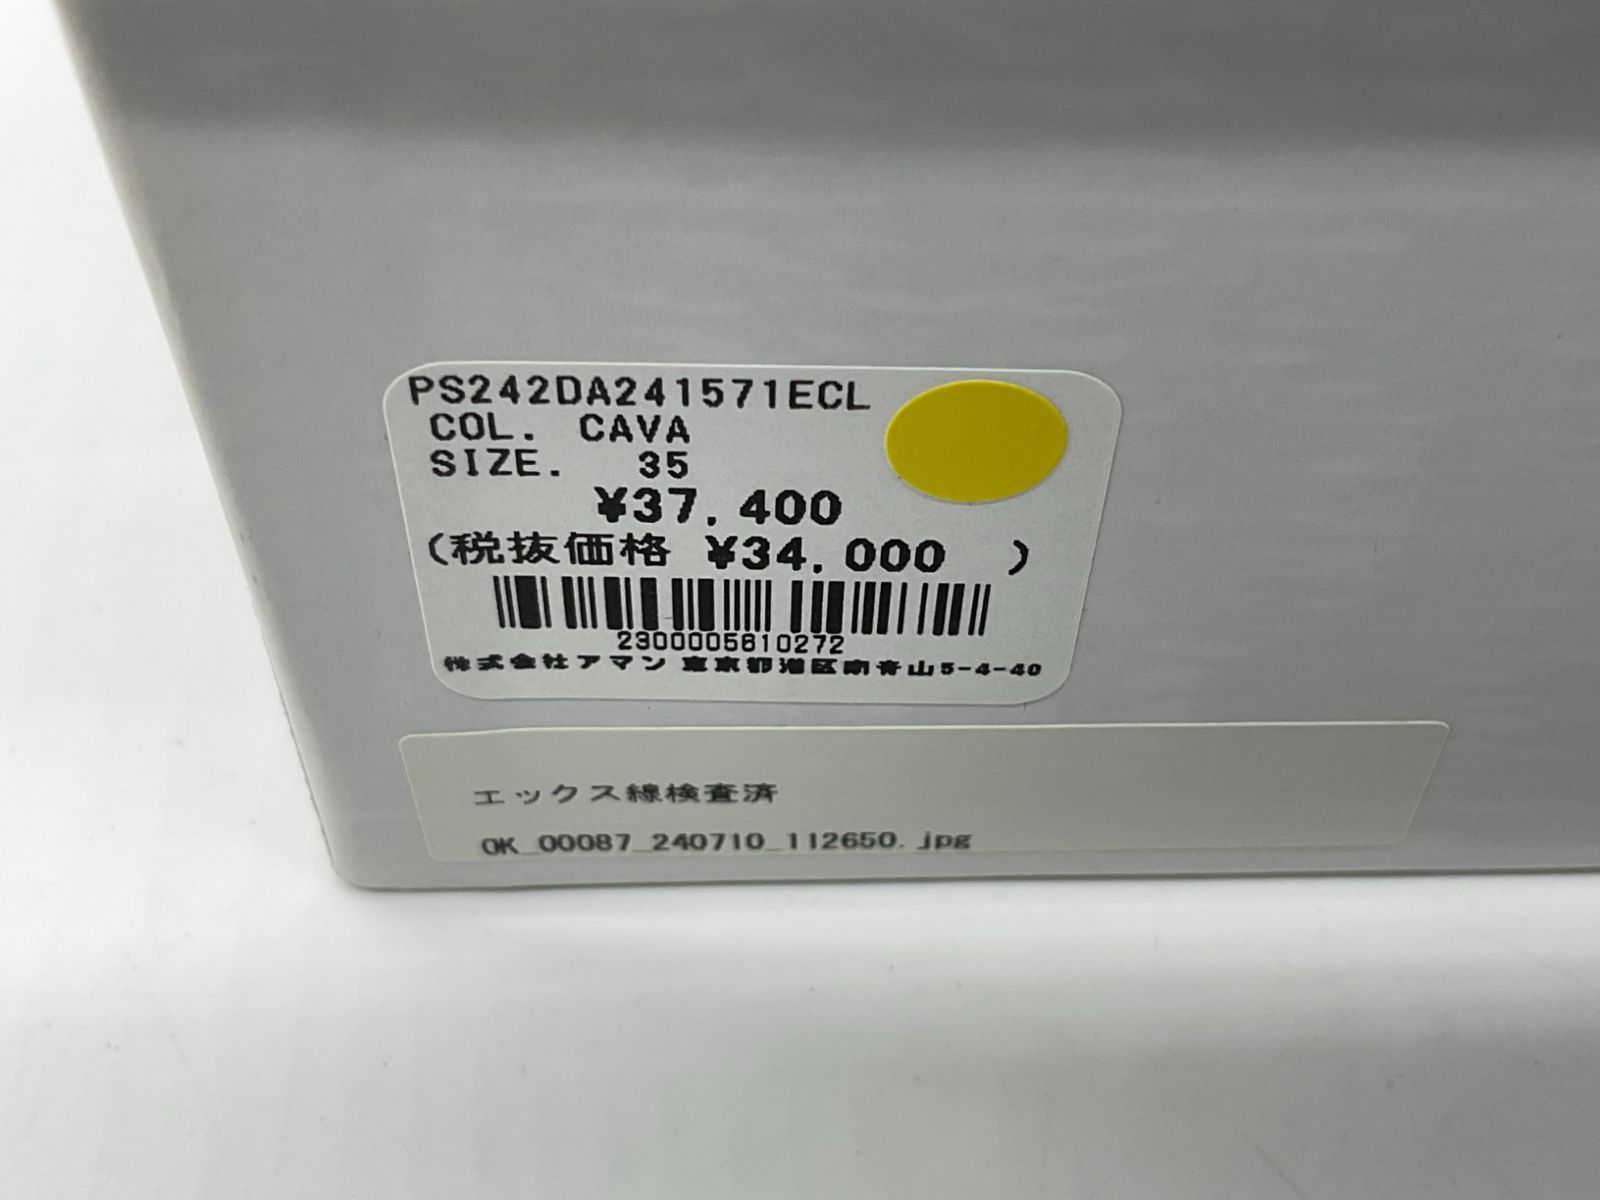 PS242DA241571ECL
COL. CAVA
SIZE. 35
¥37,400
(税抜価格 ¥34,000 )
2300005610272
株式会社アマン 東京都港区南青山5-4-40
エックス線検査済
OK_00087_240710_112650.jpg